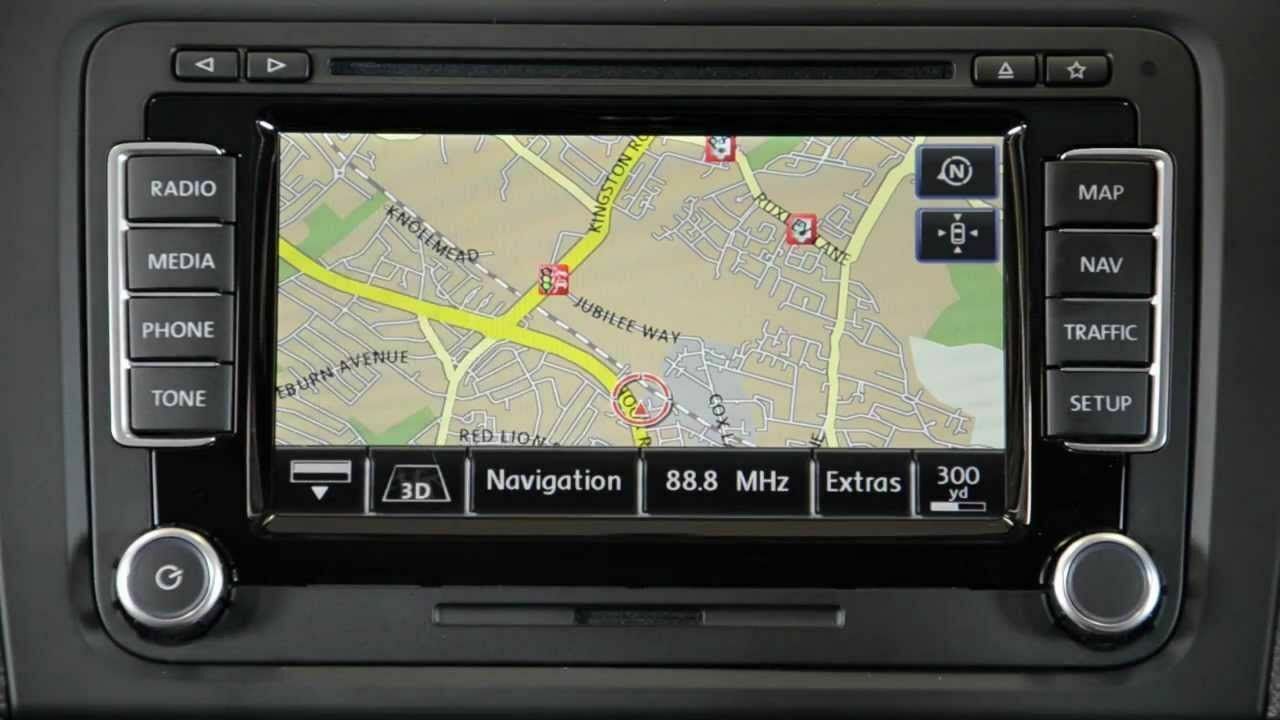 RADIO
MEDIA
PHONE
TONE
MAP
NAV
TRAFFIC
SETUP
N
KINGSTON
KNOLLMEAD
JUBILEE WAY
EBURN AVENUE
RED LION
COX L
LANE
3D
Navigation
88.8 MHz
Extras
300
yd